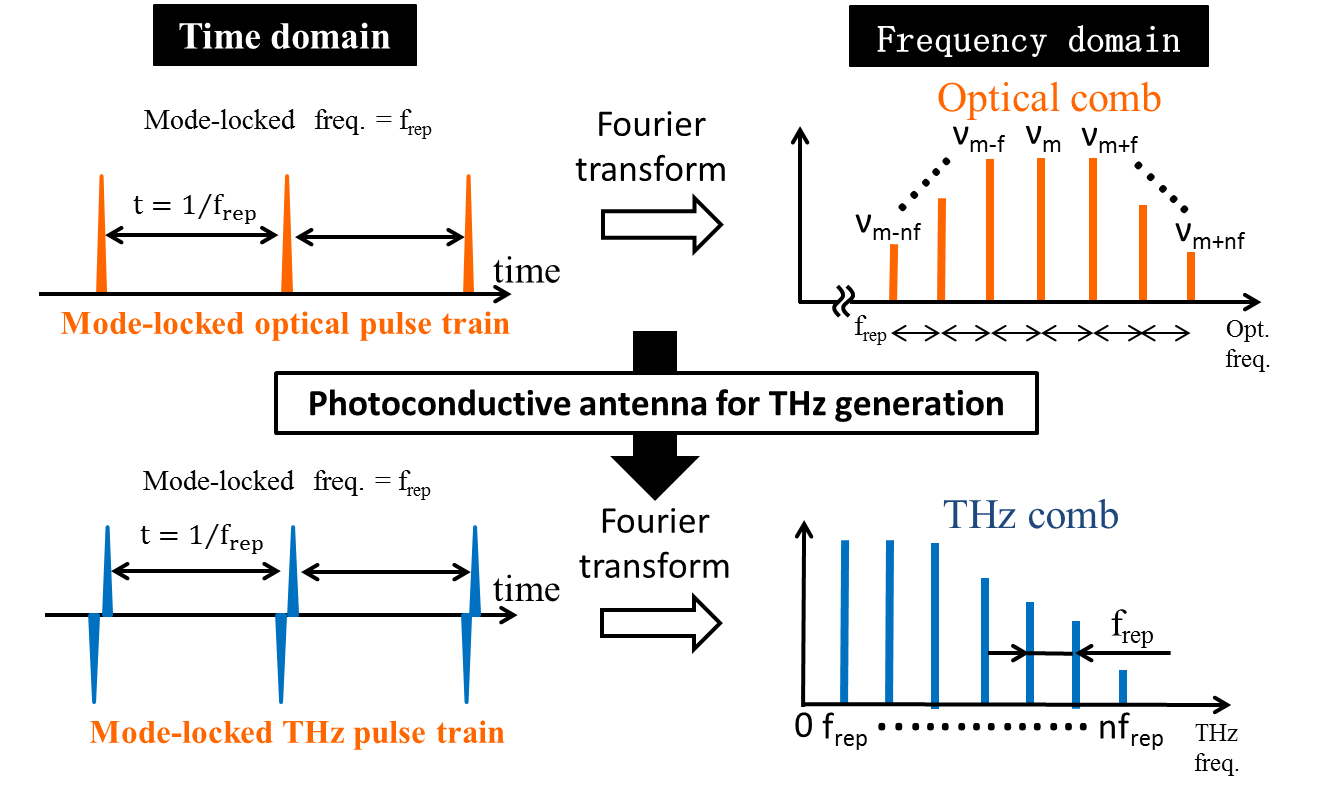 Time domain
Frequency domain
Mode-locked freq. = frep
t = 1/frep
time
Mode-locked optical pulse train
Fourier
transform
Optical comb
νm-nf
νm-f
νm
νm+f
νm+nf
frep
Opt.
freq.
Photoconductive antenna for THz generation
Mode-locked freq. = frep
t = 1/frep
time
Mode-locked THz pulse train
Fourier
transform
THz comb
frep
0 frep nfrep
THz
freq.